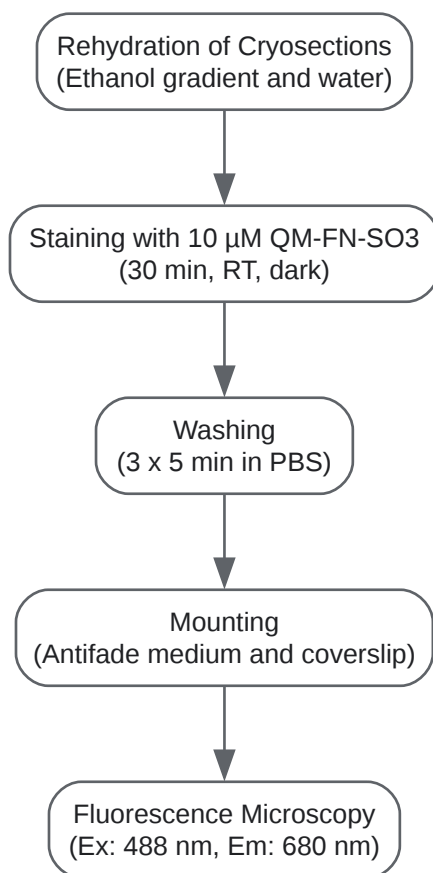 Rehydration of Cryosections
(Ethanol gradient and water)
Staining with 10 µM QM-FN-SO3
(30 min, RT, dark)
Washing
(3 x 5 min in PBS)
Mounting
(Antifade medium and coverslip)
Fluorescence Microscopy
(Ex: 488 nm, Em: 680 nm)